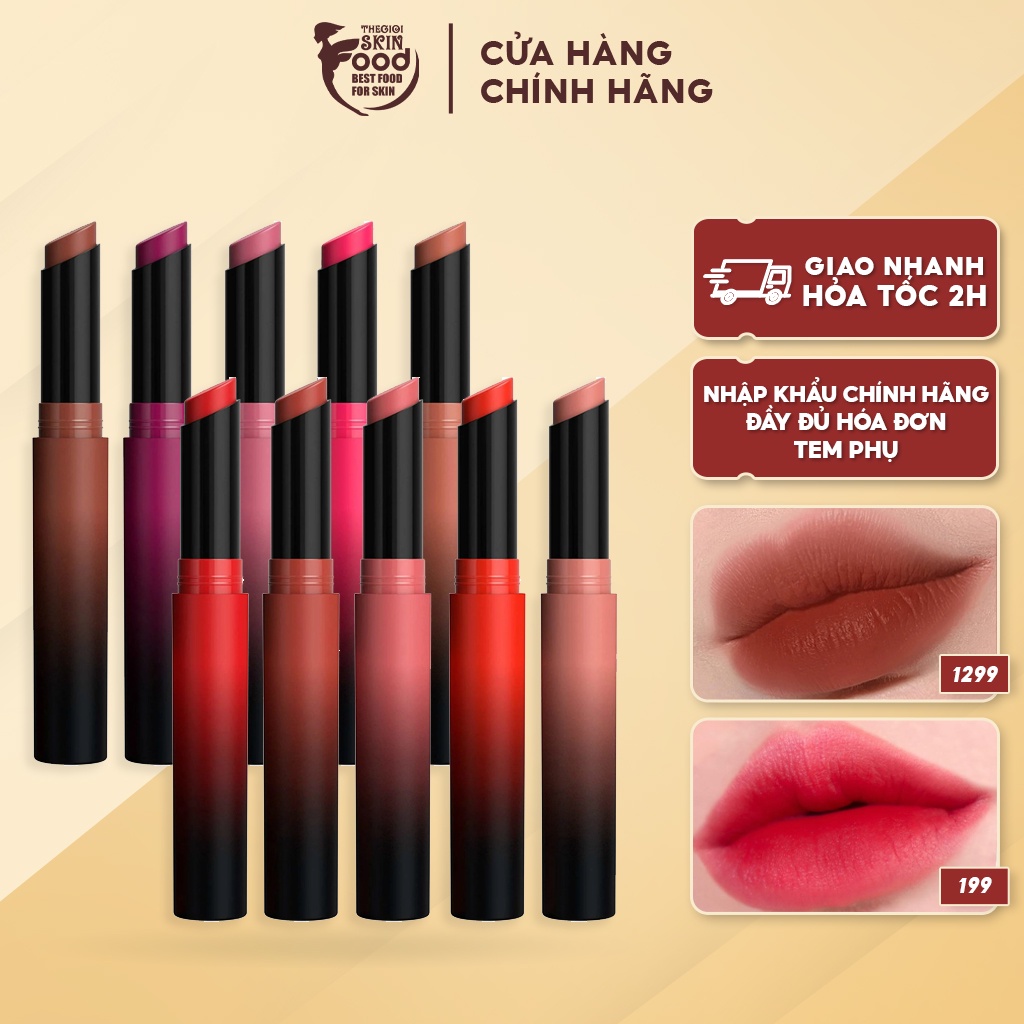 THEGIOI
SKIN
Food
BEST FOOD
FOR SKIN
CỬA HÀNG
CHÍNH HÃNG
GIAO NHANH
HỎA TỐC 2H
NHẬP KHẨU CHÍNH HÃNG
ĐẦY ĐỦ HÓA ĐƠN
TEM PHỤ
1299
199